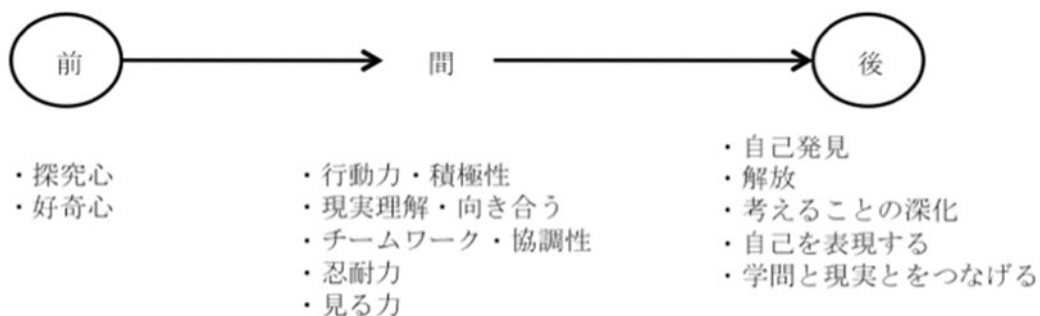 前
間
後
・探究心
・好奇心
・行動力・積極性
・現実理解・向き合う
・チームワーク・協調性
・忍耐力
・見る力
・自己発見
・解放
・考えることの深化
・自己を表現する
・学問と現実とをつなげる